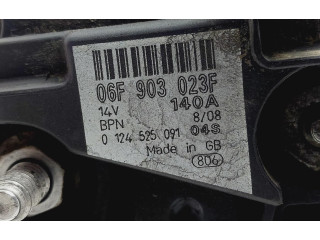 06F 903 023F
14V 140A
BPN 8/08
0 124 525 091 04S
Made in GB
806